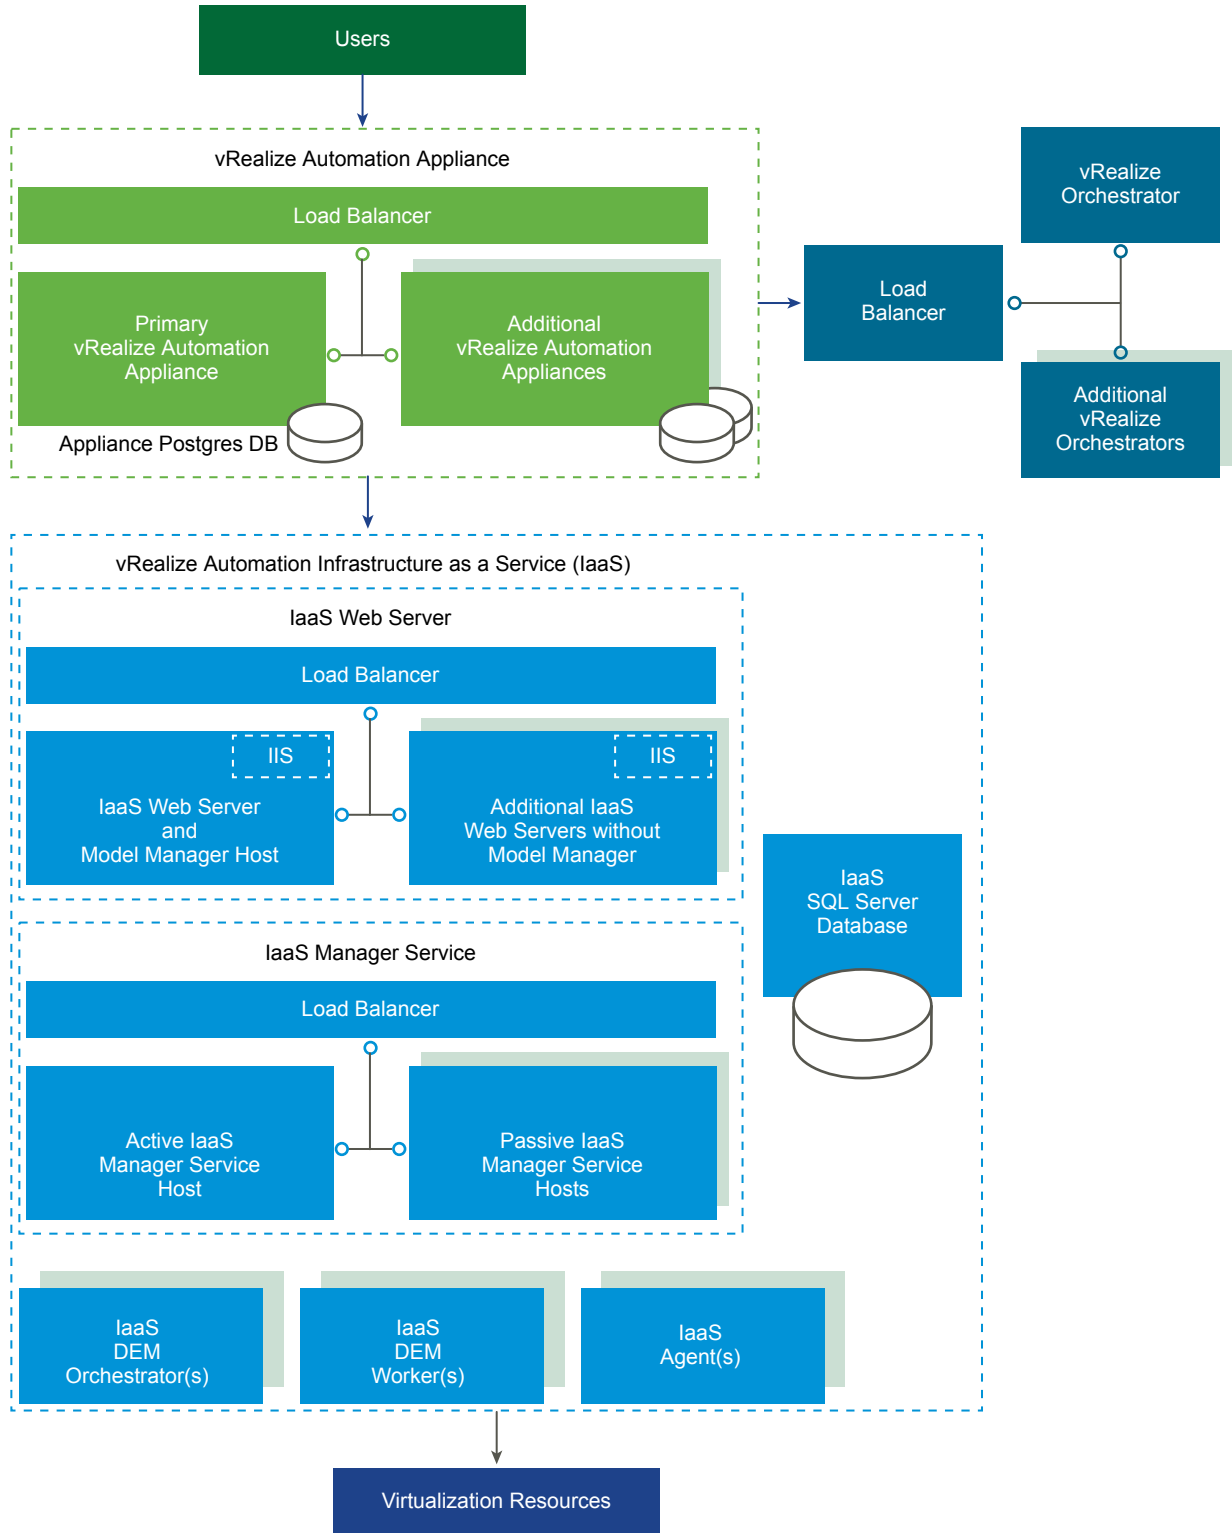 Users
vRealize Automation Appliance
Load Balancer
Primary
vRealize Automation
Appliance
Additional
vRealize Automation
Appliances
Appliance Postgres DB
Load
Balancer
vRealize
Orchestrator
Additional
vRealize
Orchestrators
vRealize Automation Infrastructure as a Service (IaaS)
IaaS Web Server
Load Balancer
IIS
IaaS Web Server
and
Model Manager Host
IIS
Additional IaaS
Web Servers without
Model Manager
IaaS
SQL Server
Database
IaaS Manager Service
Load Balancer
Active IaaS
Manager Service
Host
Passive IaaS
Manager Service
Hosts
IaaS
DEM
Orchestrator(s)
IaaS
DEM
Worker(s)
IaaS
Agent(s)
Virtualization Resources